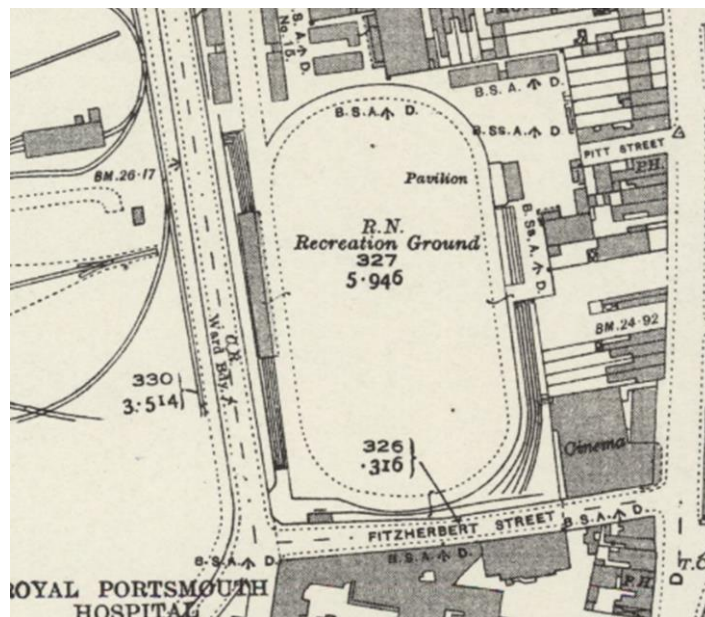 No. 15.
B.S.A. D.
B.S.A. D.
B.S.A. D.
B.Ss.A. D.
PITT STREET
P.H.
BM. 26·17
Pavilion
B.Ss.A. D.
R.N.
Recreation Ground
327
5·946
BM. 24·92
C.R.
Ward Bdy.
330
3·514
326
·316
Cinema
FITZHERBERT STREET
B.S.A. D.
B.S.A. D.
B.S.A. D.
P.H.
D
T.C
ROYAL PORTSMOUTH
HOSPITAL